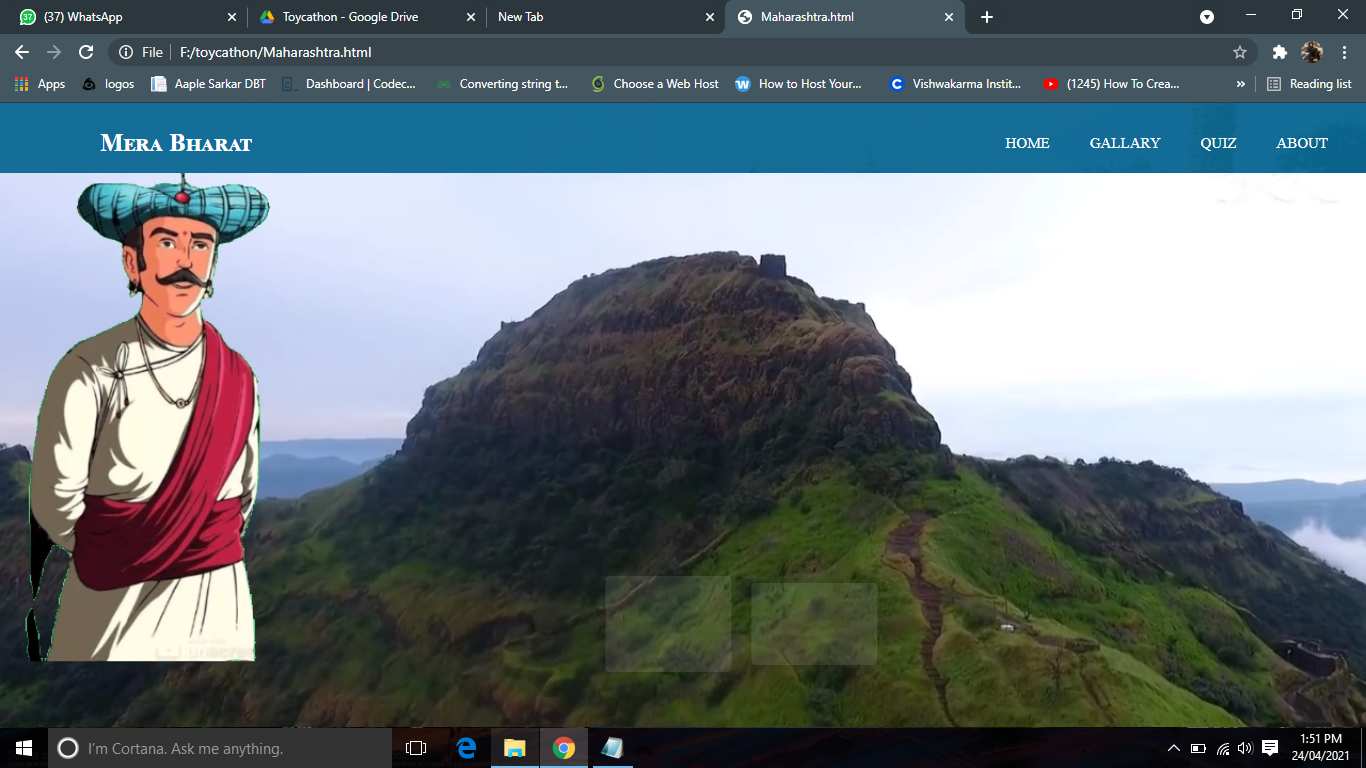 37 (37) WhatsApp
Toycathon - Google Drive
New Tab
Maharashtra.html
File F:/toycathon/Maharashtra.html
Apps
logos
Aaple Sarkar DBT
Dashboard | Codec...
Converting string t...
Choose a Web Host
How to Host Your...
Vishwakarma Instit...
(1245) How To Crea...
»
Reading list
Mera Bharat
HOME
GALLARY
QUIZ
ABOUT
I'm Cortana. Ask me anything.
1:51 PM
24/04/2021